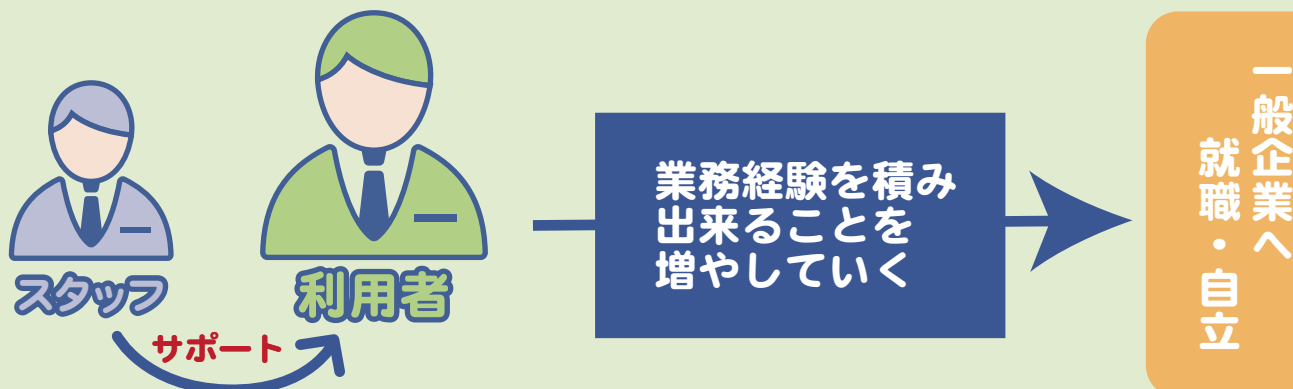 スタッフ
利用者
サポート
業務経験を積み
出来ることを
増やしていく
一般企業へ
就職・自立